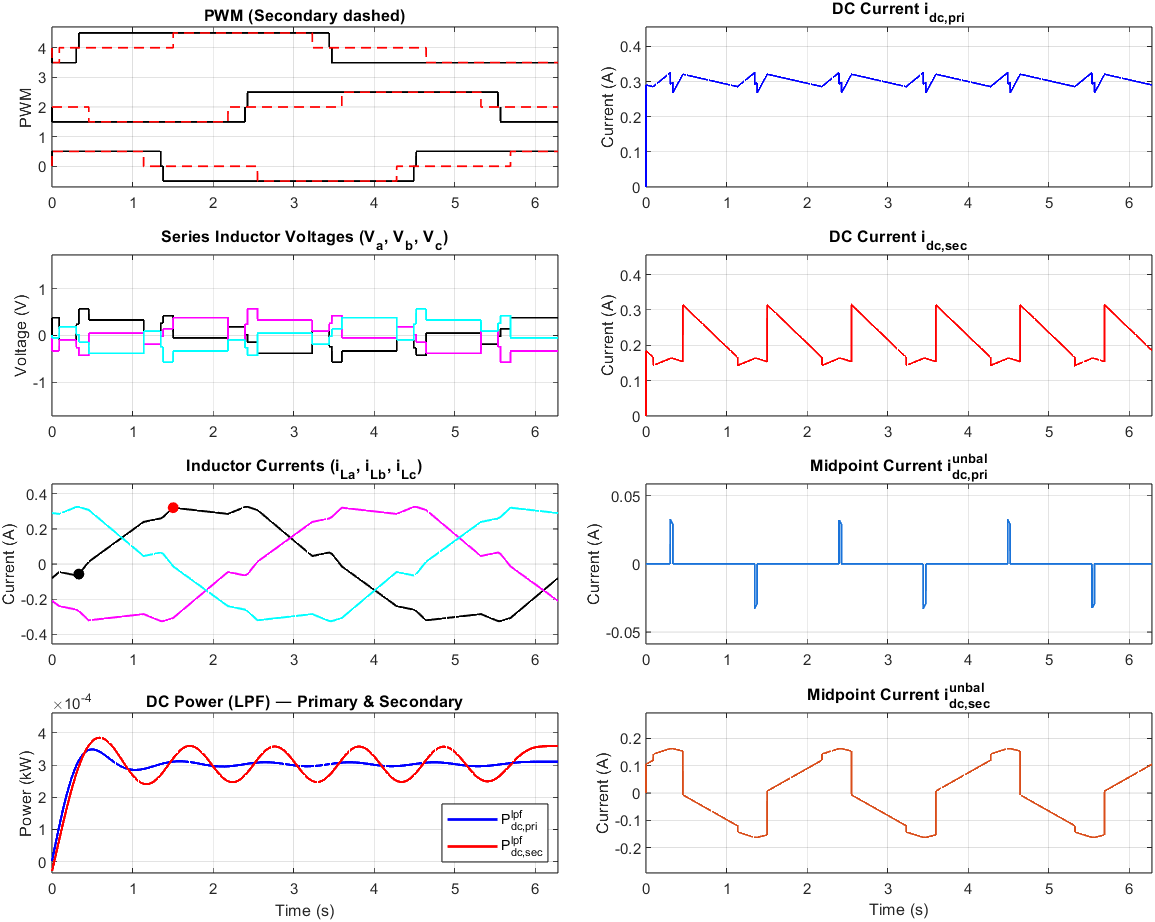 PWM (Secondary dashed)
PWM
4
3
2
1
0
0 1 2 3 4 5 6
DC Current i_dc,pri
Current (A)
0.4
0.3
0.2
0.1
0
0 1 2 3 4 5 6
Series Inductor Voltages (V_a, V_b, V_c)
Voltage (V)
1
0
-1
0 1 2 3 4 5 6
DC Current i_dc,sec
Current (A)
0.4
0.3
0.2
0.1
0
0 1 2 3 4 5 6
Inductor Currents (i_La, i_Lb, i_Lc)
Current (A)
0.4
0.2
0
-0.2
-0.4
0 1 2 3 4 5 6
Midpoint Current i^unbal_dc,pri
Current (A)
0.05
0
-0.05
0 1 2 3 4 5 6
DC Power (LPF) — Primary & Secondary
×10^-4
Power (kW)
4
3
2
1
0
P^lpf_dc,pri
P^lpf_dc,sec
0 1 2 3 4 5 6
Time (s)
Midpoint Current i^unbal_dc,sec
Current (A)
0.2
0.1
0
-0.1
-0.2
0 1 2 3 4 5 6
Time (s)